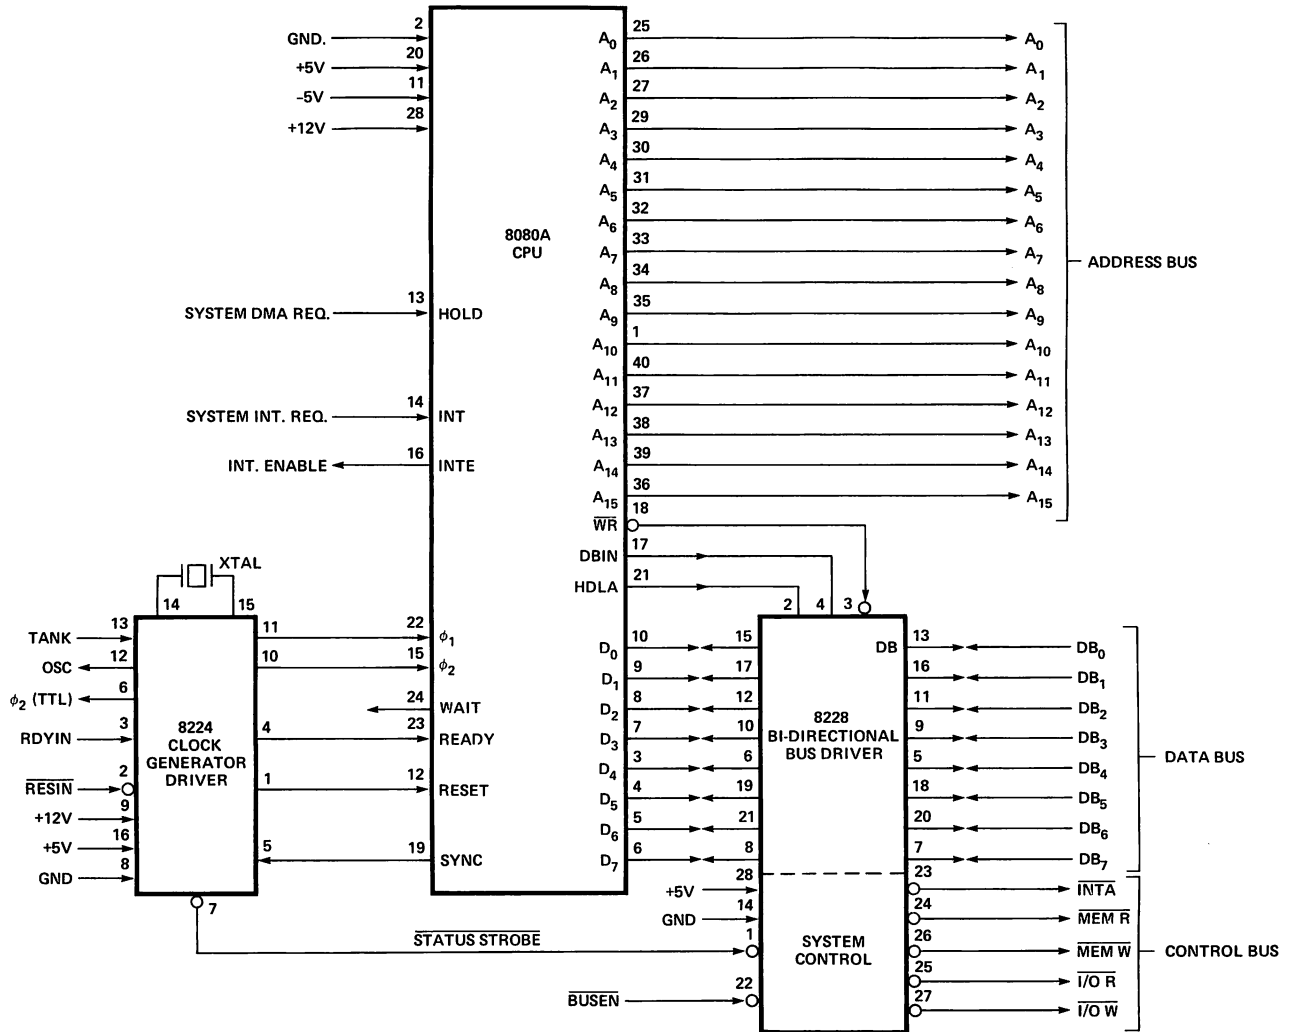 GND. 2
+5V 20
–5V 11
+12V 28
8080A
CPU
SYSTEM DMA REQ. 13 HOLD
SYSTEM INT. REQ. 14 INT
INT. ENABLE 16 INTE
A0 25 A0
A1 26 A1
A2 27 A2
A3 29 A3
A4 30 A4
A5 31 A5
A6 32 A6
A7 33 A7
A8 34 A8
A9 35 A9
A10 1 A10
A11 40 A11
A12 37 A12
A13 38 A13
A14 39 A14
A15 36 A15
ADDRESS BUS
WR 18
DBIN 17
HDLA 21
2 4 3
XTAL
14 15
TANK 13
OSC 12
ϕ2 (TTL) 6
RDYIN 3
RESIN 2
+12V 9
+5V 16
GND 8
8224
CLOCK
GENERATOR
DRIVER
11 22 ϕ1
10 15 ϕ2
24 WAIT
4 23 READY
1 12 RESET
5 19 SYNC
7
STATUS STROBE 1
BUSEN 22
D0 10 15
D1 9 17
D2 8 12
D3 7 10
D4 3 6
D5 4 19
D6 5 21
D7 6 8
+5V 28
GND 14
DB
8228
BI-DIRECTIONAL
BUS DRIVER
SYSTEM
CONTROL
13 DB0
16 DB1
11 DB2
9 DB3
5 DB4
18 DB5
20 DB6
7 DB7
DATA BUS
23 INTA
24 MEM R
26 MEM W
25 I/O R
27 I/O W
CONTROL BUS